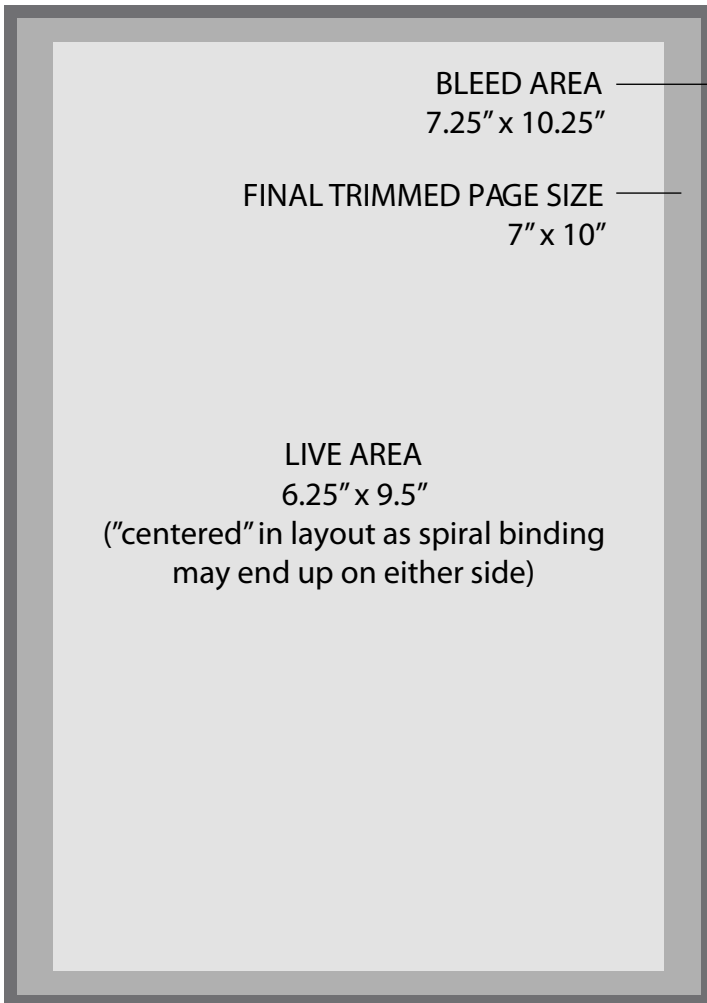 BLEED AREA
7.25” x 10.25”
FINAL TRIMMED PAGE SIZE
7” x 10”
LIVE AREA
6.25” x 9.5”
(”centered” in layout as spiral binding
may end up on either side)